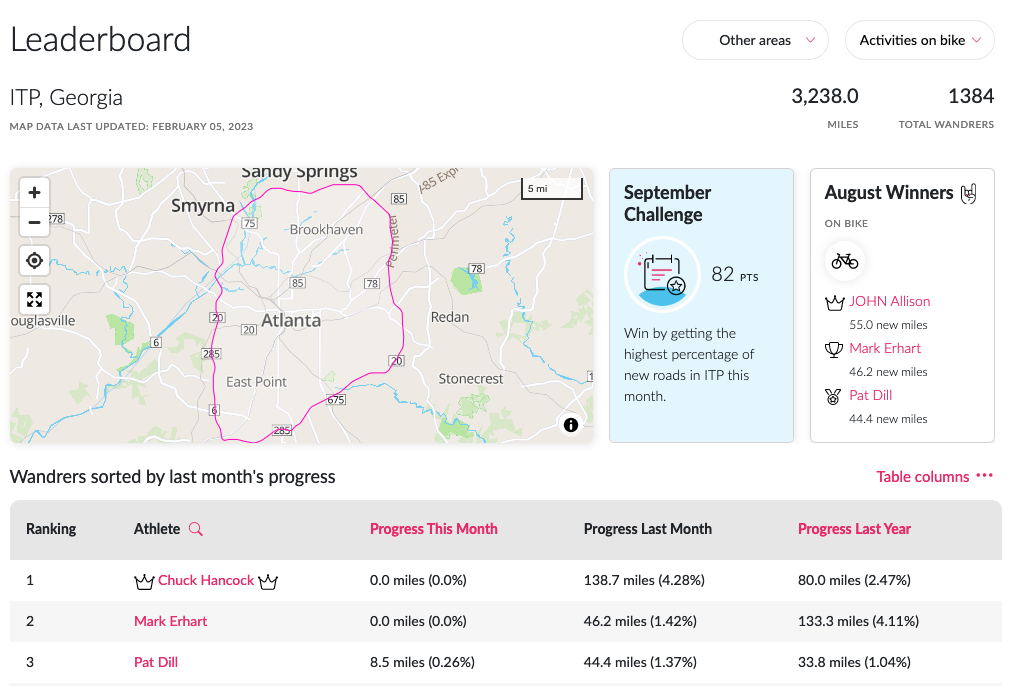 Leaderboard
Other areas
Activities on bike
ITP, Georgia
3,238.0
1384
MAP DATA LAST UPDATED: FEBRUARY 05, 2023
MILES
TOTAL WANDRERS
+
−
Sandy Springs
Smyrna
Brookhaven
Perimeter
I-85 Expr
5 mi
278
75
85
85
78
78
ouglasville
Atlanta
Redan
20
20
6
285
20
East Point
Stonecrest
675
6
285
1
September
Challenge
82 PTS
Win by getting the
highest percentage of
new roads in ITP this
month.
August Winners
ON BIKE
JOHN Allison
55.0 new miles
Mark Erhart
46.2 new miles
Pat Dill
44.4 new miles
Wandrers sorted by last month's progress
Table columns •••
Ranking Athlete Progress This Month Progress Last Month Progress Last Year
1 Chuck Hancock 0.0 miles (0.0%) 138.7 miles (4.28%) 80.0 miles (2.47%)
2 Mark Erhart 0.0 miles (0.0%) 46.2 miles (1.42%) 133.3 miles (4.11%)
3 Pat Dill 8.5 miles (0.26%) 44.4 miles (1.37%) 33.8 miles (1.04%)